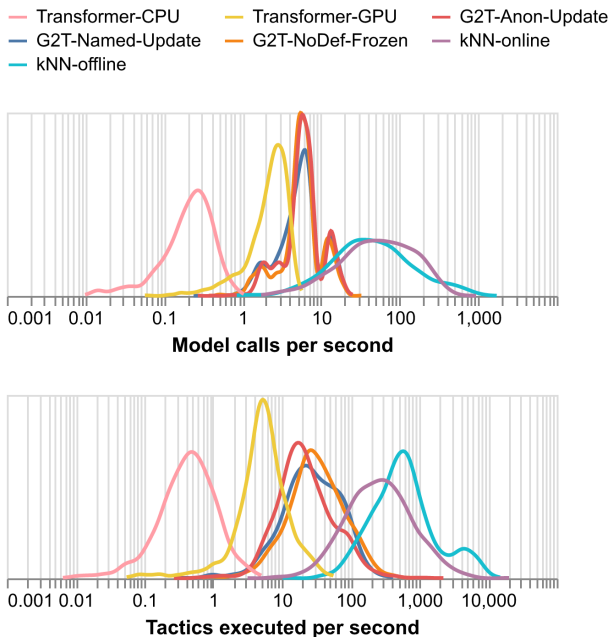 Transformer-CPU Transformer-GPU G2T-Anon-Update
G2T-Named-Update G2T-NoDef-Frozen kNN-online
kNN-offline
0.001 0.01 0.1 1 10 100 1,000
Model calls per second
0.001 0.01 0.1 1 10 100 1,000 10,000
Tactics executed per second